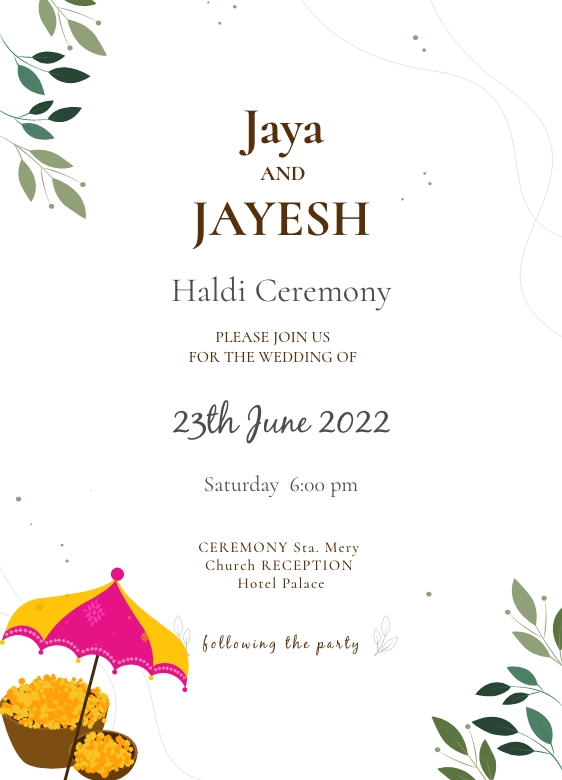 Jaya
AND
JAYESH
Haldi Ceremony
PLEASE JOIN US
FOR THE WEDDING OF
23th June 2022
Saturday 6:00 pm
CEREMONY Sta. Mery
Church RECEPTION
Hotel Palace
following the party